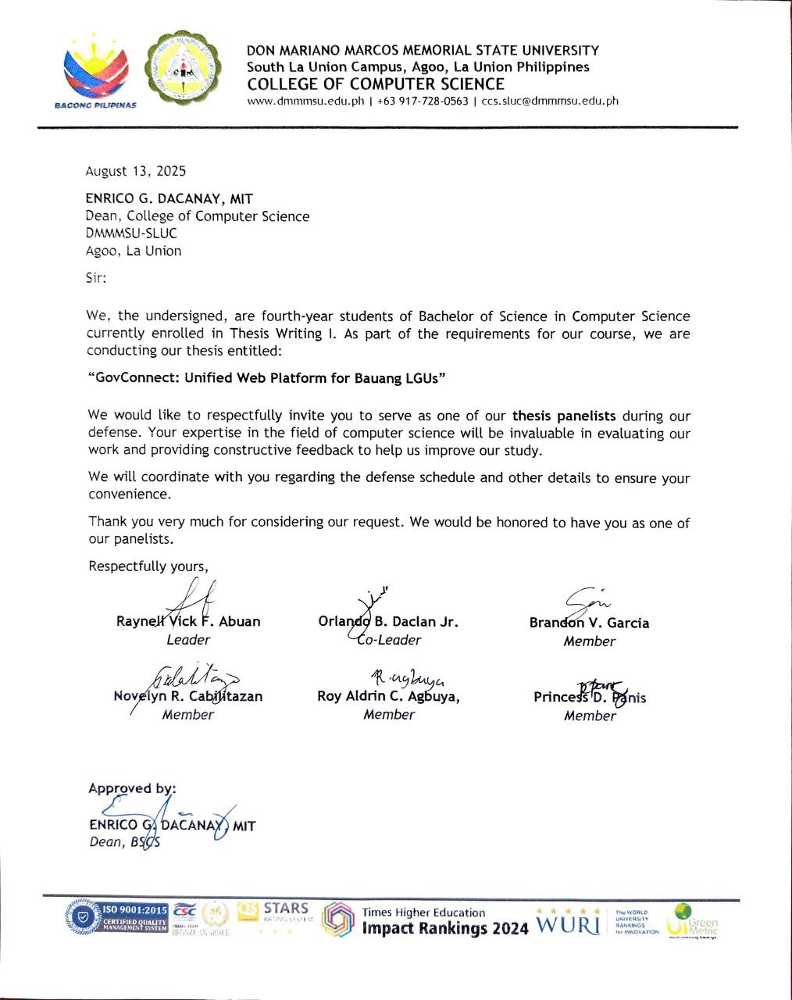 BAGONG PILIPINAS
DON MARIANO MARCOS MEMORIAL STATE UNIVERSITY
South La Union Campus, Agoo, La Union Philippines
COLLEGE OF COMPUTER SCIENCE
www.dmmmsu.edu.ph | +63 917-728-0563 | ccs.sluc@dmmmsu.edu.ph
August 13, 2025
ENRICO G. DACANAY, MIT
Dean, College of Computer Science
DMMMSU-SLUC
Agoo, La Union
Sir:
We, the undersigned, are fourth-year students of Bachelor of Science in Computer Science
currently enrolled in Thesis Writing I. As part of the requirements for our course, we are
conducting our thesis entitled:
“GovConnect: Unified Web Platform for Bauang LGUs”
We would like to respectfully invite you to serve as one of our thesis panelists during our
defense. Your expertise in the field of computer science will be invaluable in evaluating our
work and providing constructive feedback to help us improve our study.
We will coordinate with you regarding the defense schedule and other details to ensure your
convenience.
Thank you very much for considering our request. We would be honored to have you as one of
our panelists.
Respectfully yours,
Raynell Vick F. Abuan
Leader
Orlando B. Daclan Jr.
Co-Leader
Brandon V. Garcia
Member
Novelyn R. Cabilitazan
Member
R. agbuya
Roy Aldrin C. Agbuya,
Member
Princess D. Panis
Member
Approved by:
ENRICO G. DACANAY, MIT
Dean, BSCS
ISO 9001:2015
CERTIFIED QUALITY
MANAGEMENT SYSTEM
CSC
BRONZE AWARDEE
QS
STARS
RATING SYSTEM
Times Higher Education
Impact Rankings 2024
WURI
The WORLD
UNIVERSITY
RANKINGS
for INNOVATION
UI
Green
Metric